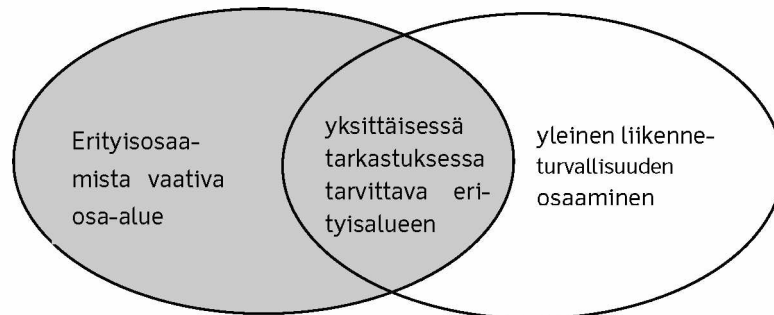 Erityisosaa-
mista vaativa
osa-alue
yksittäisessä
tarkastuksessa
tarvittava eri-
tyisalueen
yleinen liikenne-
turvallisuuden
osaaminen